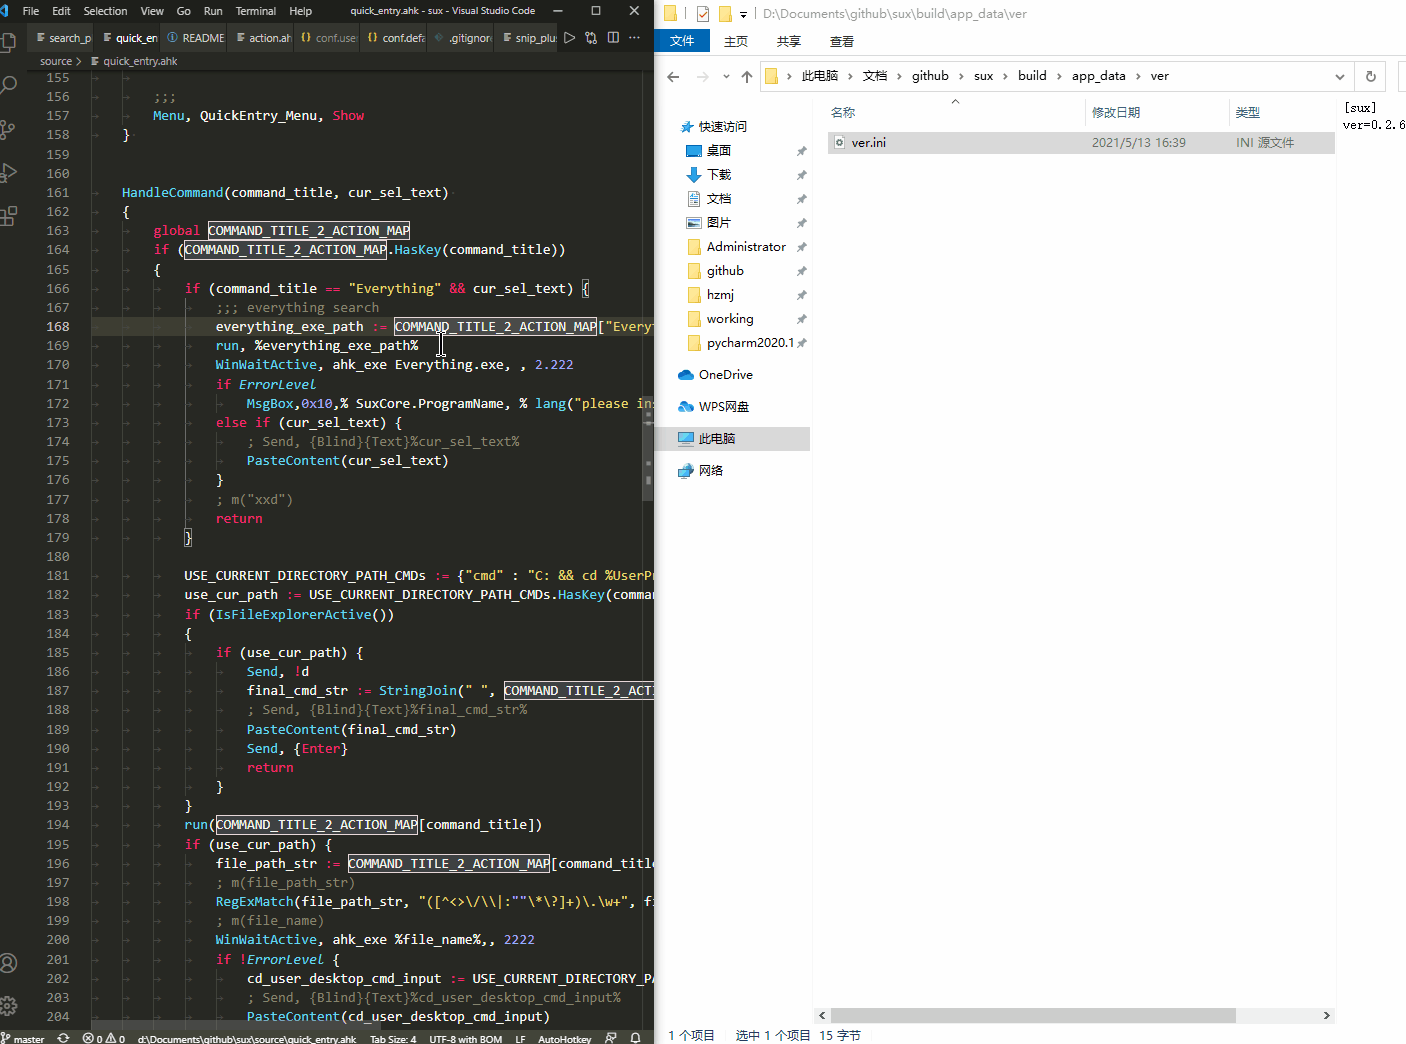 File Edit Selection View Go Run Terminal Help quick_entry.ahk - sux - Visual Studio Code
search_p quick_en README action.ah conf.use conf.defa .gitignor snip_plu
source > quick_entry.ahk
155
156 ;;;
157 Menu, QuickEntry_Menu, Show
158 }
159
160
161 HandleCommand(command_title, cur_sel_text)
162 {
163 global COMMAND_TITLE_2_ACTION_MAP
164 if (COMMAND_TITLE_2_ACTION_MAP.HasKey(command_title))
165 {
166 if (command_title == "Everything" && cur_sel_text) {
167 ;;; everything search
168 everything_exe_path := COMMAND_TITLE_2_ACTION_MAP["Every
169 run, %everything_exe_path%
170 WinWaitActive, ahk_exe Everything.exe, , 2.222
171 if ErrorLevel
172 MsgBox,0x10,% SuxCore.ProgramName, % lang("please ins
173 else if (cur_sel_text) {
174 ; Send, {Blind}{Text}%cur_sel_text%
175 PasteContent(cur_sel_text)
176 }
177 ; m("xxd")
178 return
179 }
180
181 USE_CURRENT_DIRECTORY_PATH_CMDs := {"cmd" : "C: && cd %UserPr
182 use_cur_path := USE_CURRENT_DIRECTORY_PATH_CMDs.HasKey(comma
183 if (IsFileExplorerActive())
184 {
185 if (use_cur_path) {
186 Send, !d
187 final_cmd_str := StringJoin(" ", COMMAND_TITLE_2_ACTI
188 ; Send, {Blind}{Text}%final_cmd_str%
189 PasteContent(final_cmd_str)
190 Send, {Enter}
191 return
192 }
193 }
194 run(COMMAND_TITLE_2_ACTION_MAP[command_title])
195 if (use_cur_path) {
196 file_path_str := COMMAND_TITLE_2_ACTION_MAP[command_title
197 ; m(file_path_str)
198 RegExMatch(file_path_str, "([^<>\/\\|:""\*\?]+)\.\w+", fi
199 ; m(file_name)
200 WinWaitActive, ahk_exe %file_name%,, 2222
201 if !ErrorLevel {
202 cd_user_desktop_cmd_input := USE_CURRENT_DIRECTORY_PA
203 ; Send, {Blind}{Text}%cd_user_desktop_cmd_input%
204 PasteContent(cd_user_desktop_cmd_input)
master 0 0 d:\Documents\github\sux\source\quick_entry.ahk Tab Size: 4 UTF-8 with BOM LF AutoHotkey
D:\Documents\github\sux\build\app_data\ver
文件 主页 共享 查看
此电脑 > 文档 > github > sux > build > app_data > ver
名称 修改日期 类型
ver.ini 2021/5/13 16:39 INI 源文件
[sux]
ver=0.2.6
快速访问
桌面
下载
文档
图片
Administrator
github
hzmj
working
pycharm2020.1
OneDrive
WPS网盘
此电脑
网络
1 个项目 选中 1 个项目 15 字节